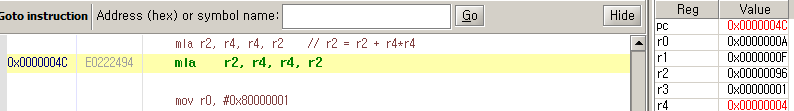 Goto instruction Address (hex) or symbol name: Go Hide
mla r2, r4, r4, r2 // r2 = r2 + r4*r4
0x0000004C E0222494 mla r2, r4, r4, r2
mov r0, #0x80000001
Reg Value
pc 0x0000004C
r0 0x0000000A
r1 0x0000000F
r2 0x00000096
r3 0x00000001
r4 0x00000004